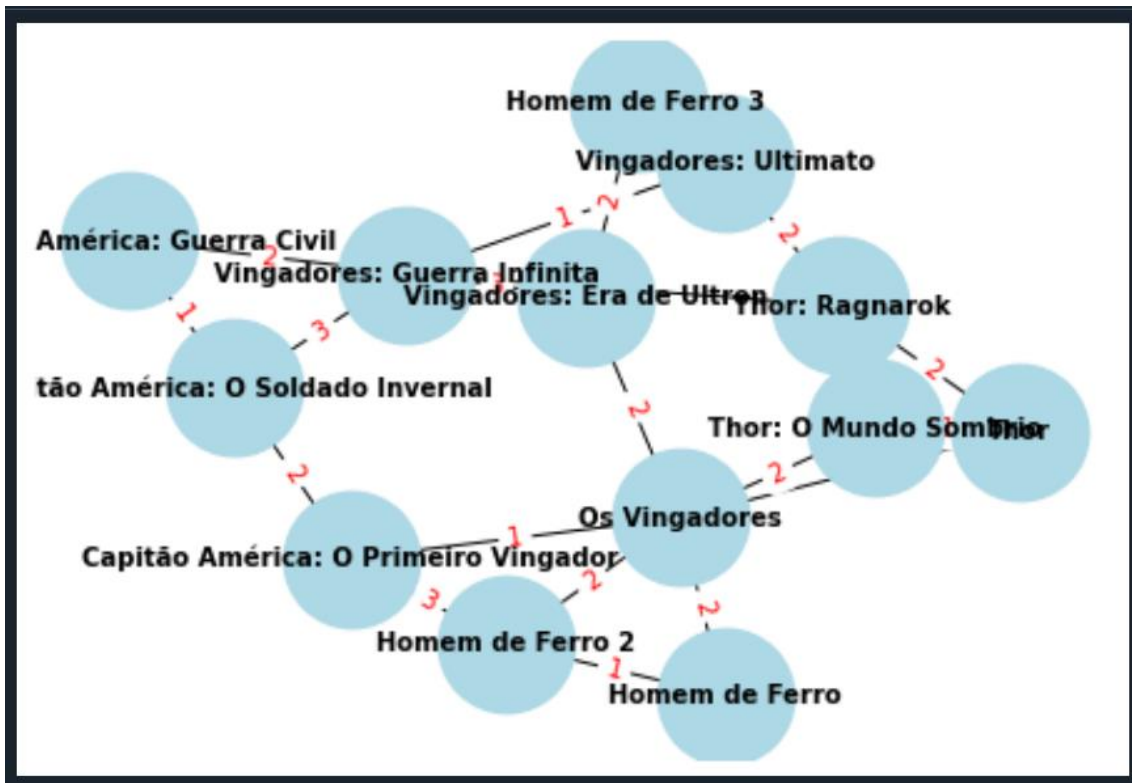 Homem de Ferro 3
Vingadores: Ultimato
1
2
2
América: Guerra Civil
2
Vingadores: Guerra Infinita
Vingadores: Era de Ultron
Thor: Ragnarok
1
3
2
tão América: O Soldado Invernal
2
Thor: O Mundo Sombrio
Thor
2
2
Os Vingadores
1
Capitão América: O Primeiro Vingador
3
2
2
Homem de Ferro 2
1
Homem de Ferro